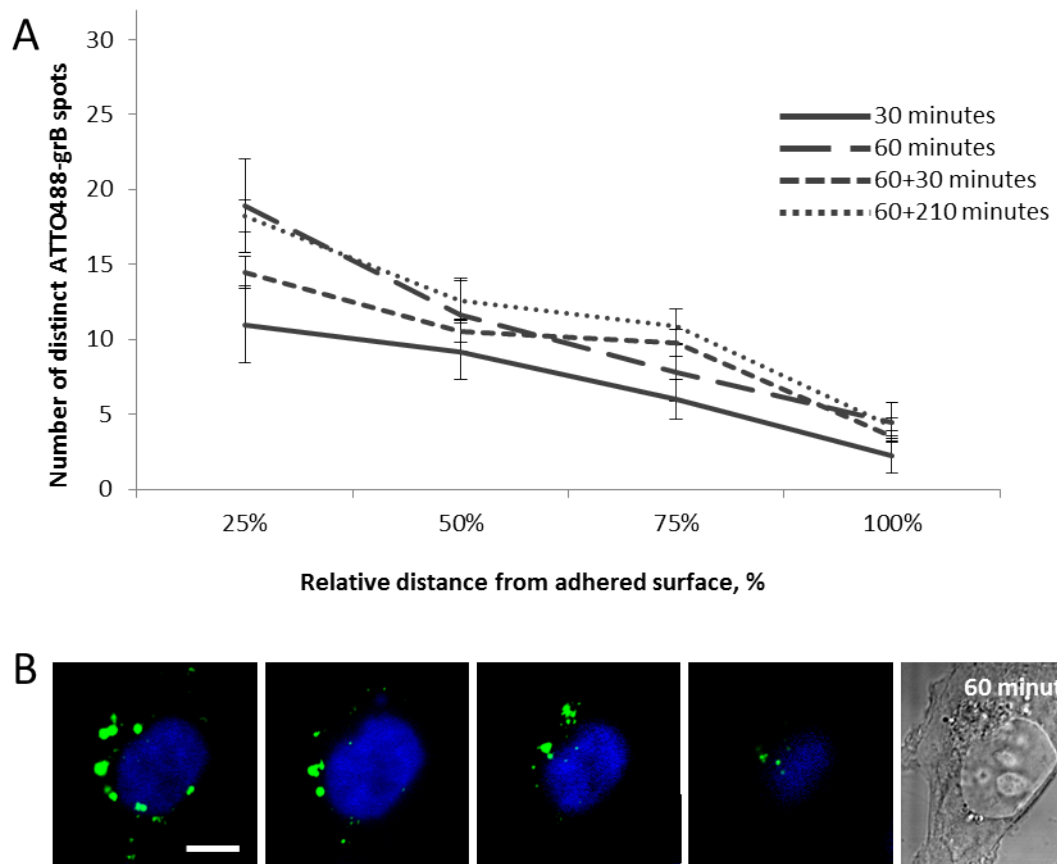 A
Number of distinct ATTO488-grB spots
30
25
20
15
10
5
0
30 minutes
60 minutes
60+30 minutes
60+210 minutes
25%
50%
75%
100%
Relative distance from adhered surface, %
B
60 minut